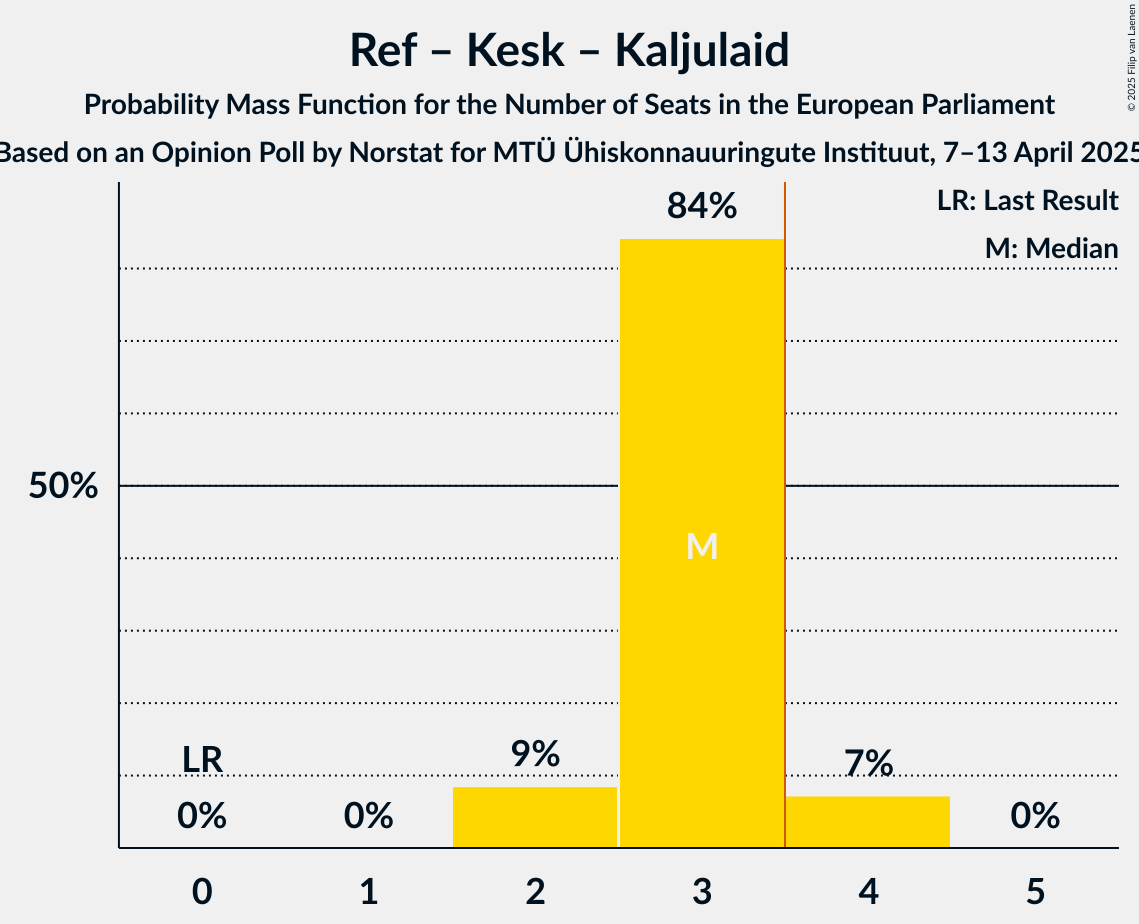 Ref – Kesk – Kaljulaid
Probability Mass Function for the Number of Seats in the European Parliament
Based on an Opinion Poll by Norstat for MTÜ Ühiskonnauuringute Instituut, 7–13 April 2025
© 2025 Filip van Laenen
LR: Last Result
M: Median
84%
50%
M
LR
9%
7%
0%
0%
0%
0
1
2
3
4
5